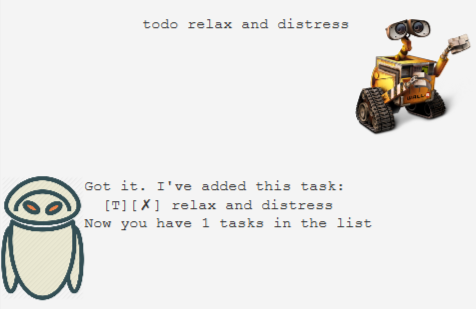 todo relax and distress
Got it. I've added this task:
[T][✗] relax and distress
Now you have 1 tasks in the list